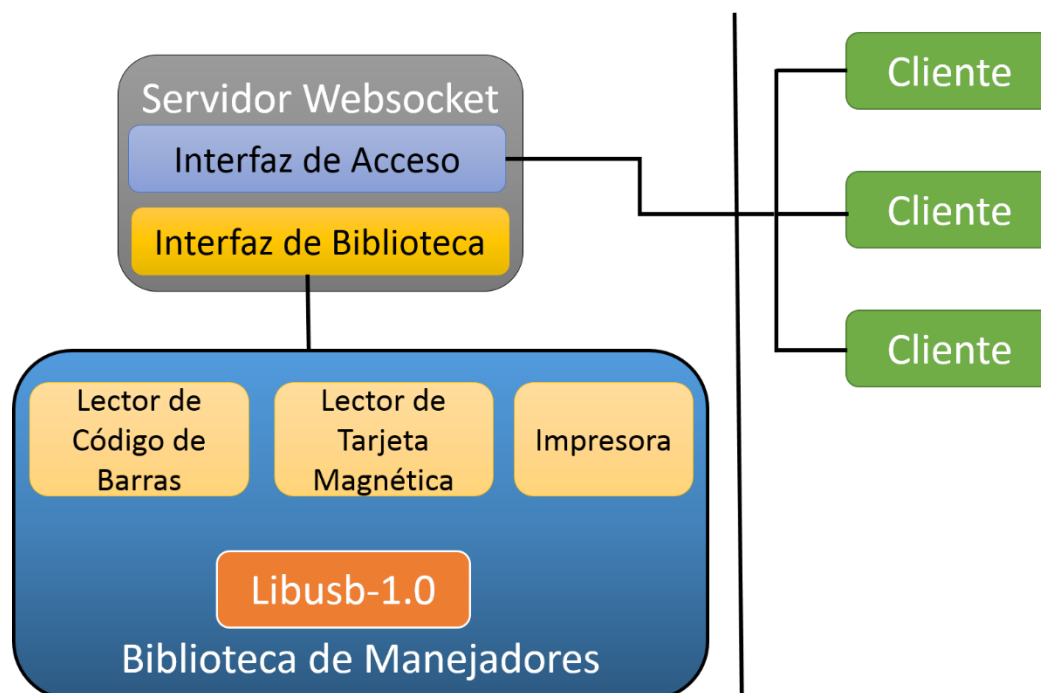 Servidor Websocket
Interfaz de Acceso
Interfaz de Biblioteca
Lector de
Código de
Barras
Lector de
Tarjeta
Magnética
Impresora
Libusb-1.0
Biblioteca de Manejadores
Cliente
Cliente
Cliente